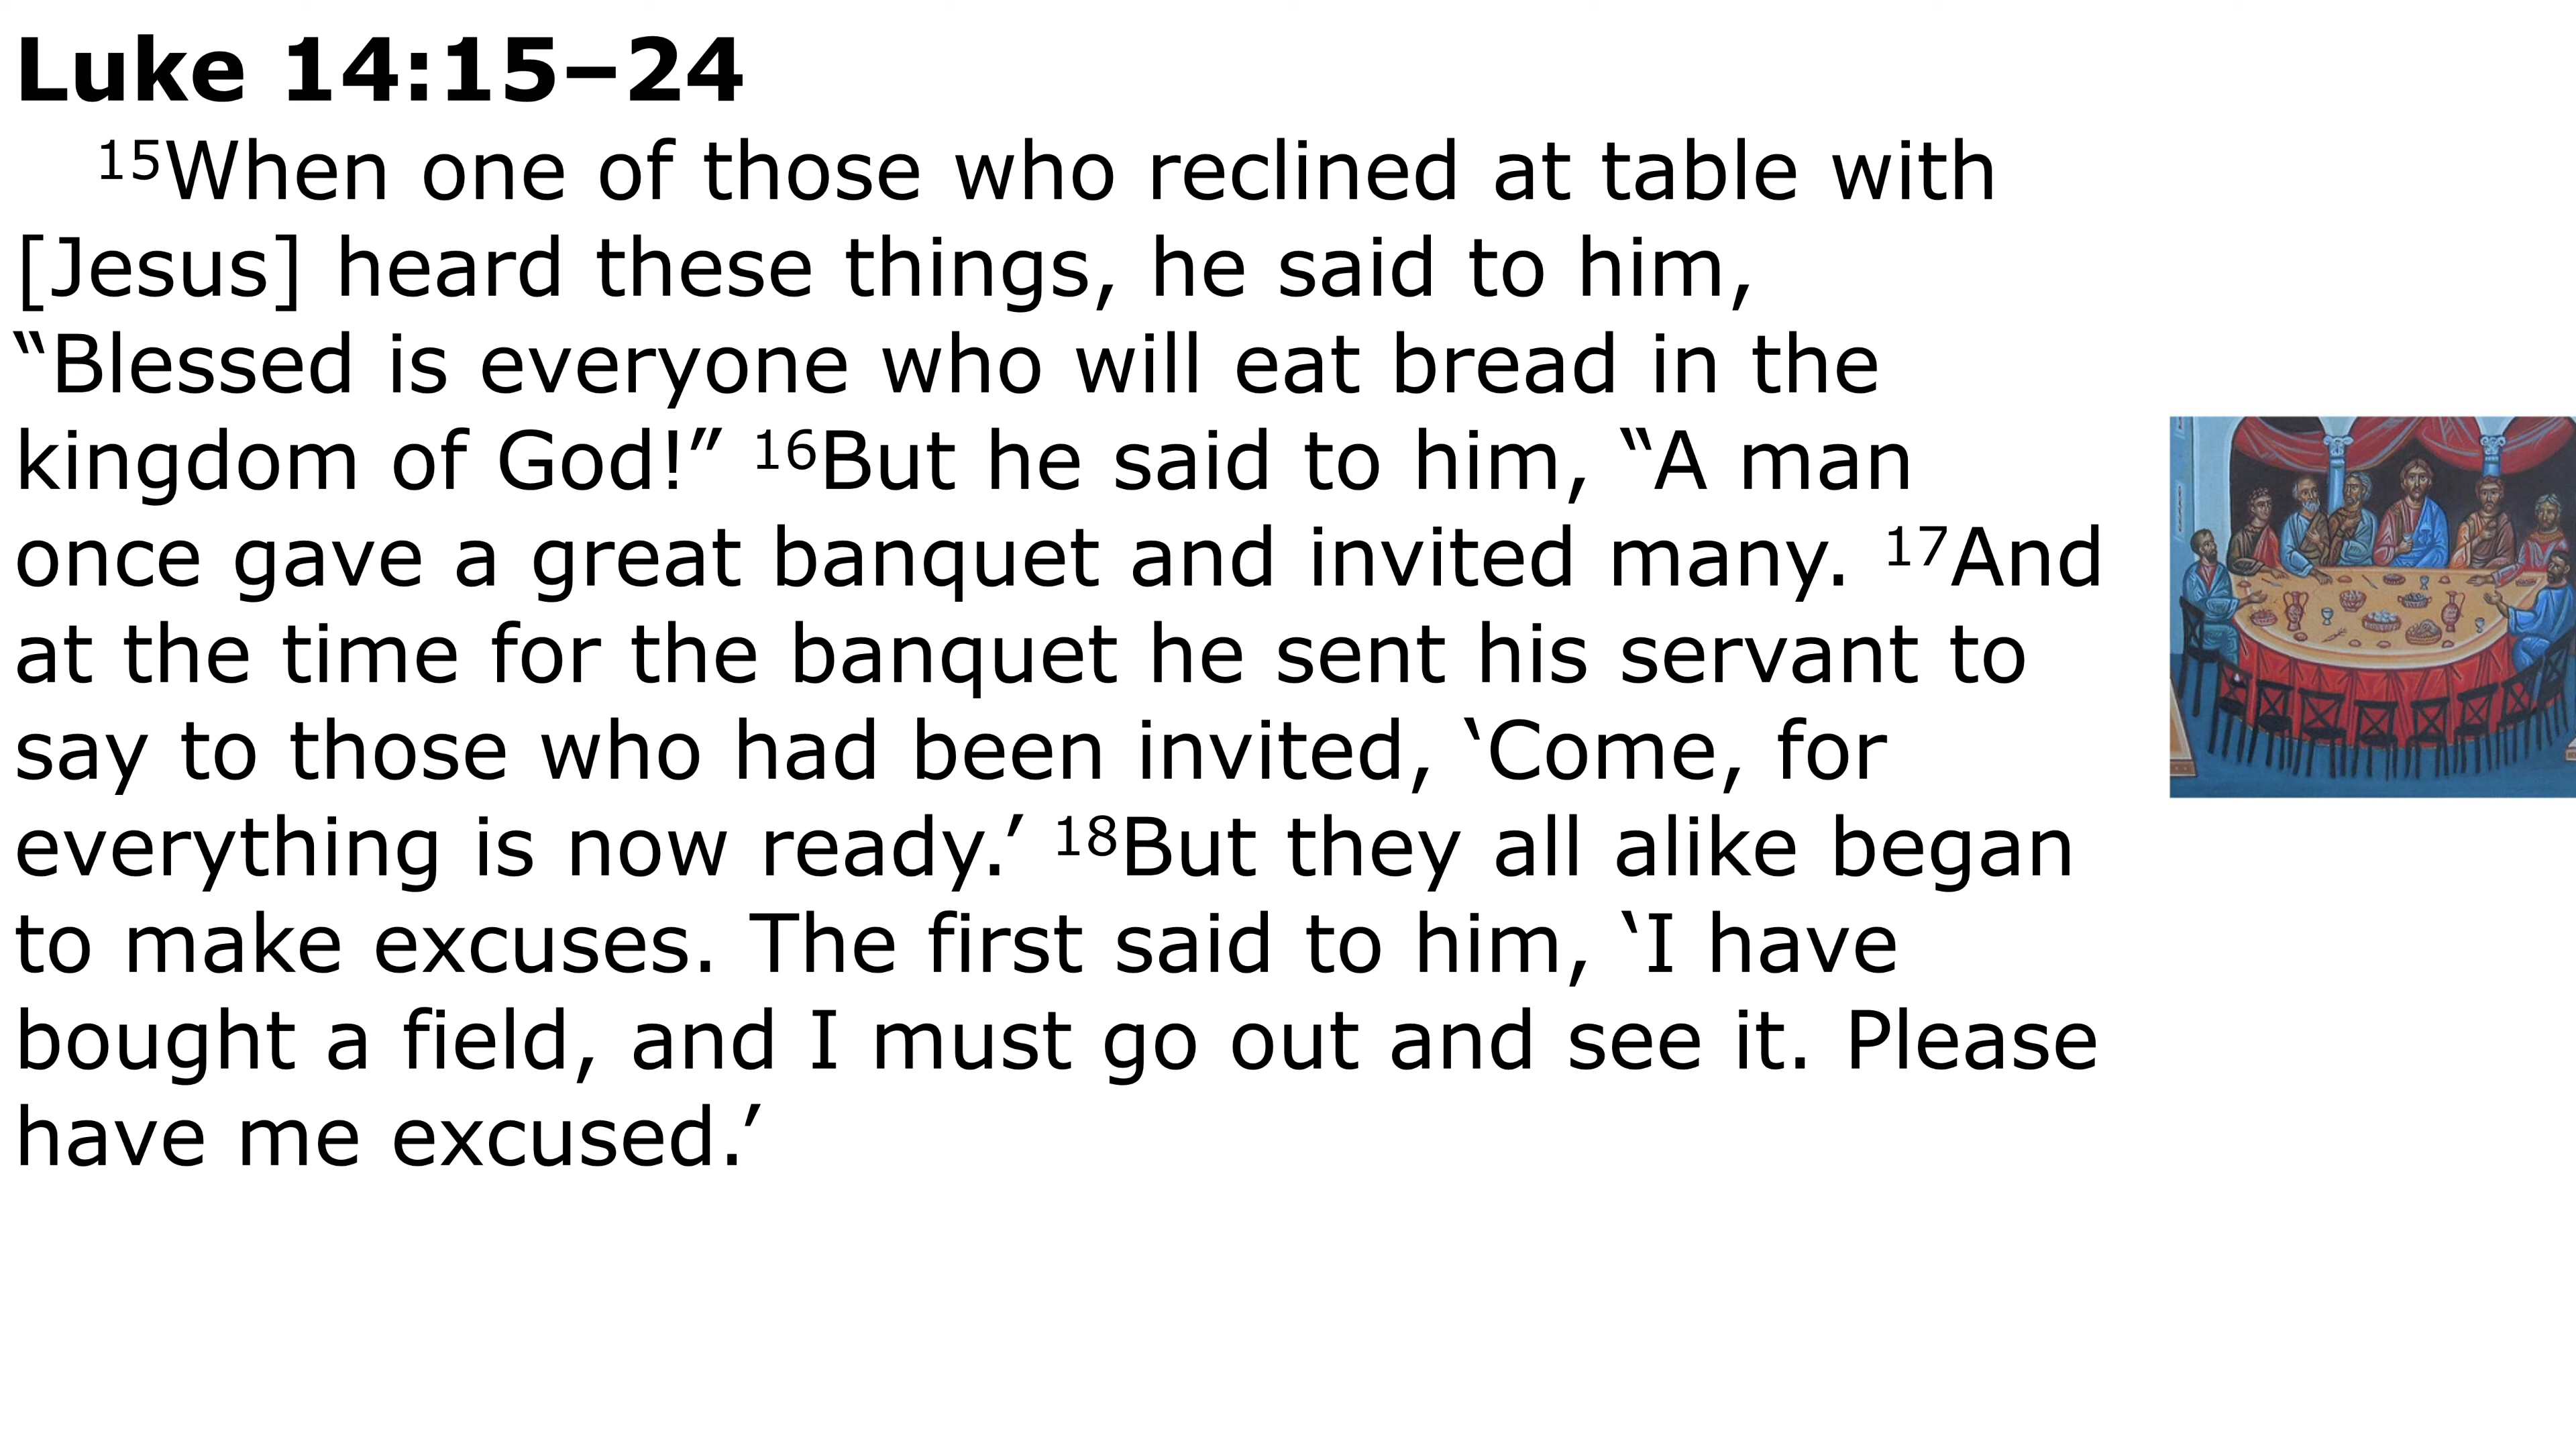 Luke 14:15–24
¹⁵When one of those who reclined at table with
[Jesus] heard these things, he said to him,
“Blessed is everyone who will eat bread in the
kingdom of God!” ¹⁶But he said to him, “A man
once gave a great banquet and invited many. ¹⁷And
at the time for the banquet he sent his servant to
say to those who had been invited, ‘Come, for
everything is now ready.’ ¹⁸But they all alike began
to make excuses. The first said to him, ‘I have
bought a field, and I must go out and see it. Please
have me excused.’